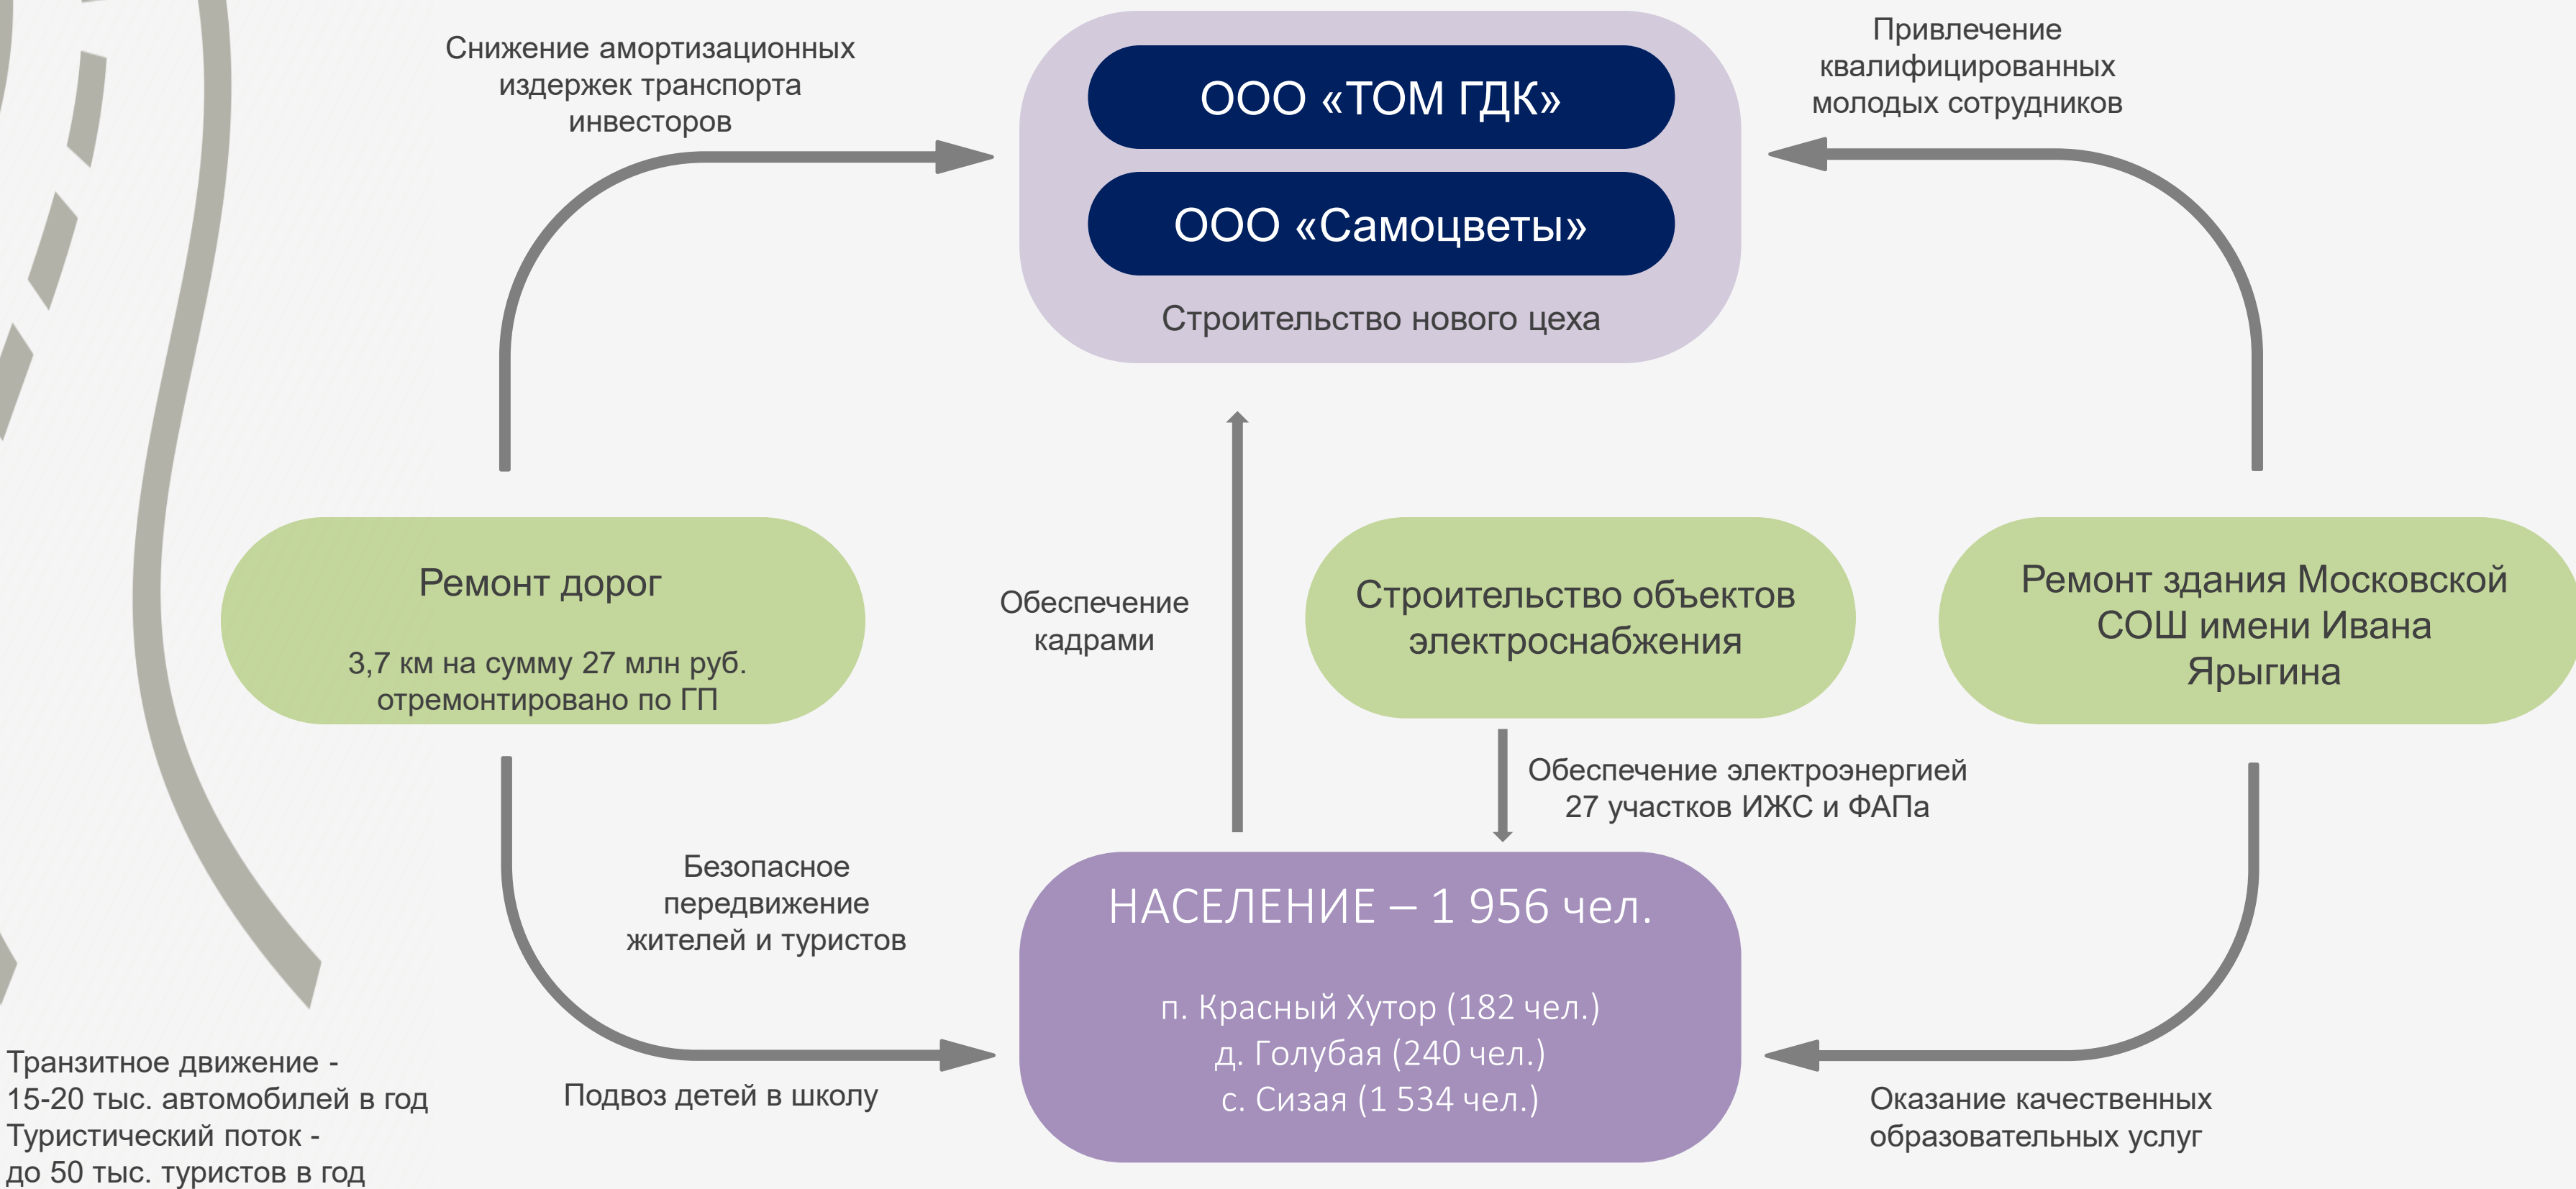 Снижение амортизационных
издержек транспорта
инвесторов
ООО «ТОМ ГДК»
ООО «Самоцветы»
Строительство нового цеха
Привлечение
квалифицированных
молодых сотрудников
Ремонт дорог
3,7 км на сумму 27 млн руб.
отремонтировано по ГП
Обеспечение
кадрами
Строительство объектов
электроснабжения
Ремонт здания Московской
СОШ имени Ивана
Ярыгина
Обеспечение электроэнергией
27 участков ИЖС и ФАПа
Безопасное
передвижение
жителей и туристов
Подвоз детей в школу
НАСЕЛЕНИЕ – 1 956 чел.
п. Красный Хутор (182 чел.)
д. Голубая (240 чел.)
с. Сизая (1 534 чел.)
Оказание качественных
образовательных услуг
Транзитное движение -
15-20 тыс. автомобилей в год
Туристический поток -
до 50 тыс. туристов в год